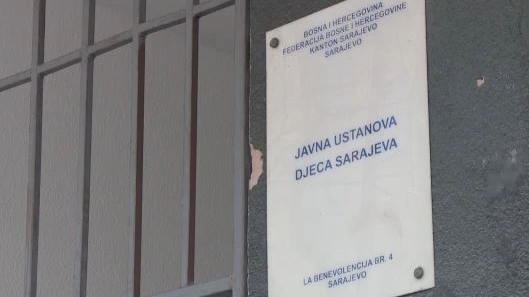 BOSNA I HERCEGOVINA
FEDERACIJA BOSNE I HERCEGOVINE
KANTON SARAJEVO
SARAJEVO
JAVNA USTANOVA
DJECA SARAJEVA
LA BENEVOLENCIJA BR. 4
SARAJEVO